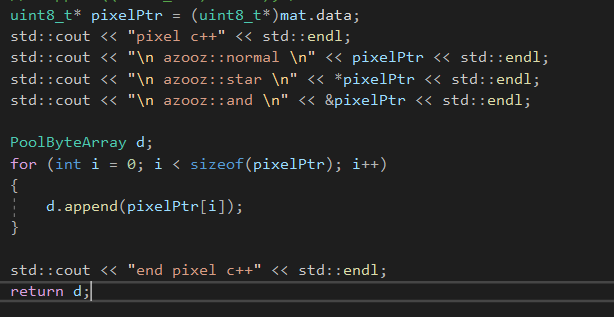 uint8_t* pixelPtr = (uint8_t*)mat.data;
std::cout << "pixel c++" << std::endl;
std::cout << "\n azooz::normal \n" << pixelPtr << std::endl;
std::cout << "\n azooz::star \n" << *pixelPtr << std::endl;
std::cout << "\n azooz::and \n" << &pixelPtr << std::endl;
PoolByteArray d;
for (int i = 0; i < sizeof(pixelPtr); i++)
{
d.append(pixelPtr[i]);
}
std::cout << "end pixel c++" << std::endl;
return d;